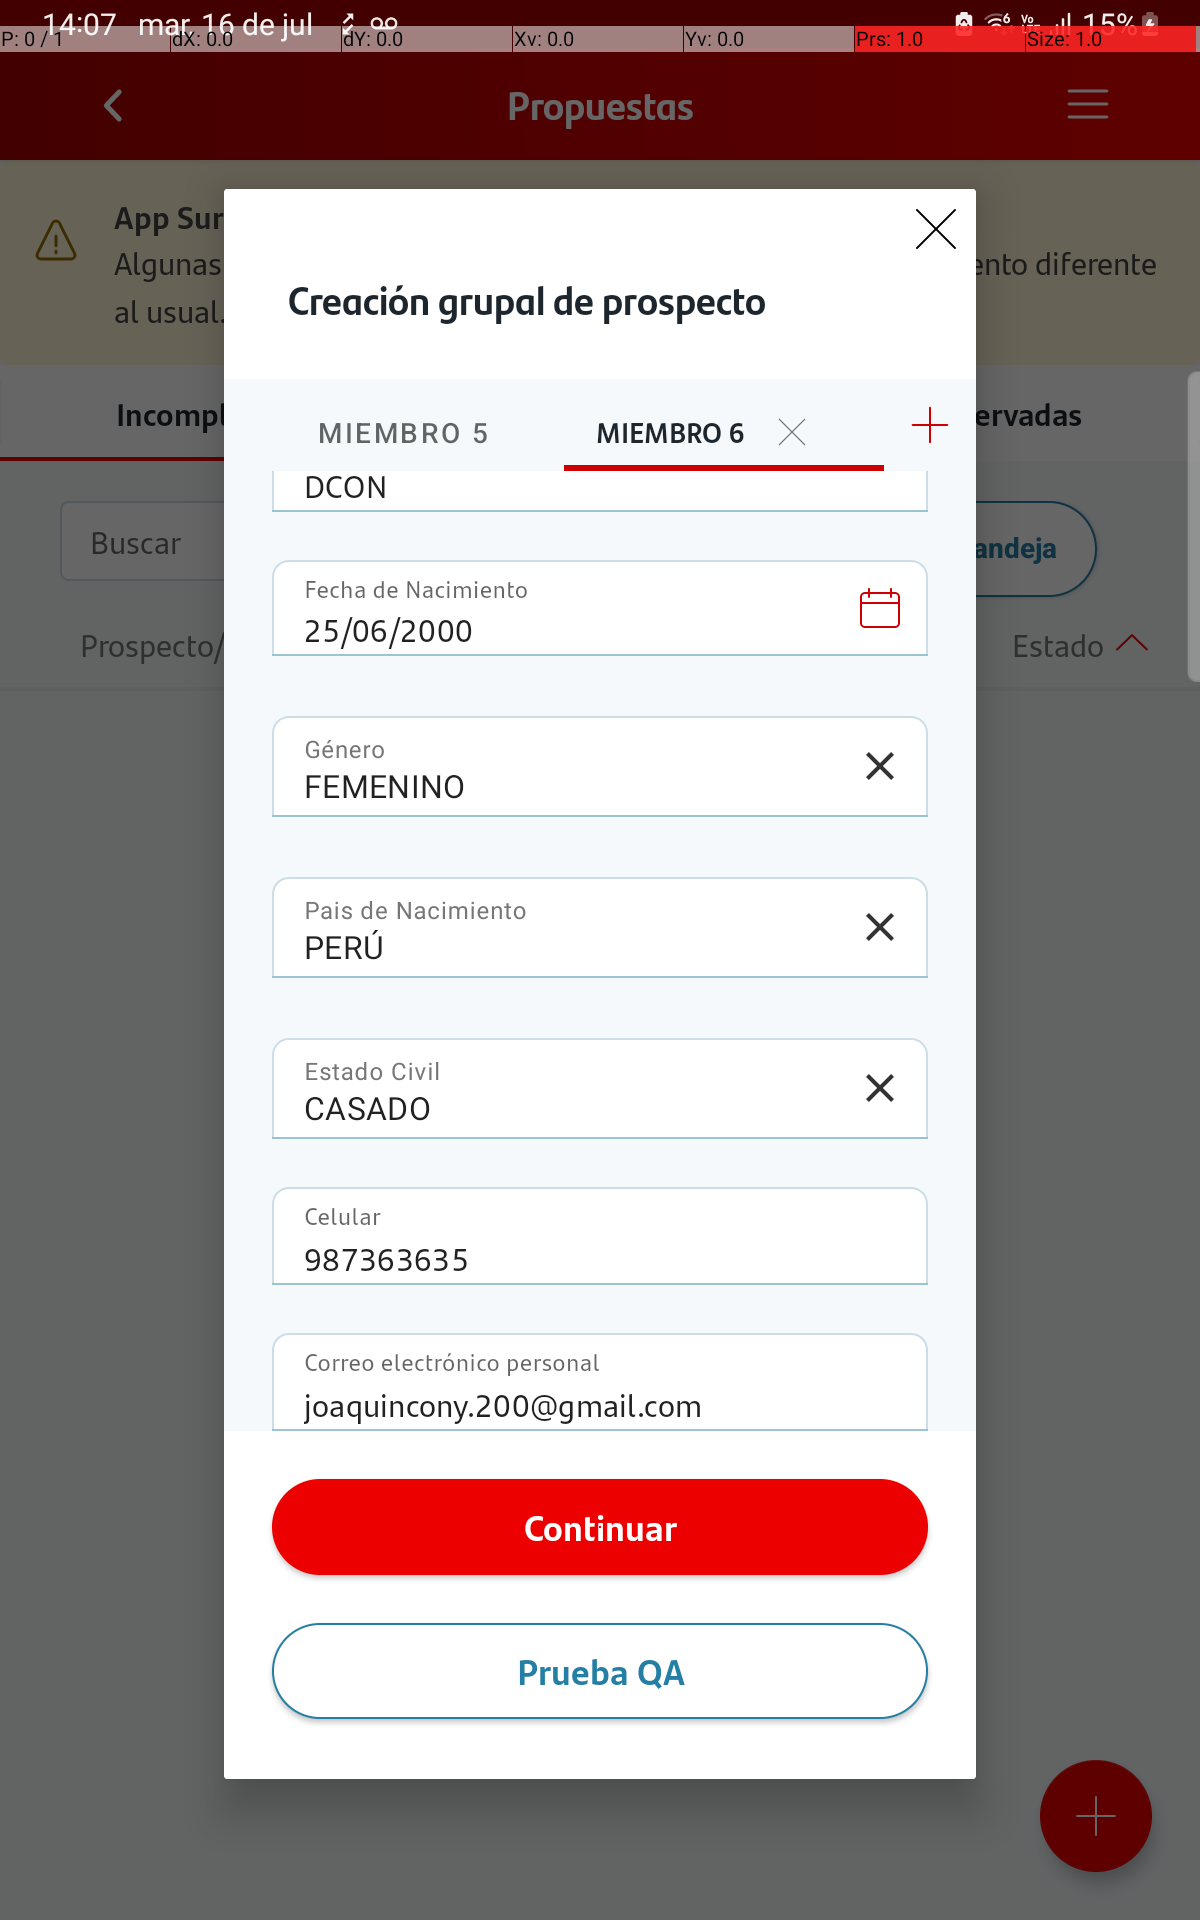 14:07 mar, 16 de jul 15%
P: 0 / 1 dX: 0.0 dY: 0.0 Xv: 0.0 Yv: 0.0 Prs: 1.0 Size: 1.0
Propuestas
App Sur
Algunas ento diferente
al usual.
Creación grupal de prospecto
Incompl ervadas
MIEMBRO 5 MIEMBRO 6
DCON
Buscar andeja
Fecha de Nacimiento
25/06/2000
Prospecto/ Estado
Género
FEMENINO
Pais de Nacimiento
PERÚ
Estado Civil
CASADO
Celular
987363635
Correo electrónico personal
joaquincony.200@gmail.com
Continuar
Prueba QA